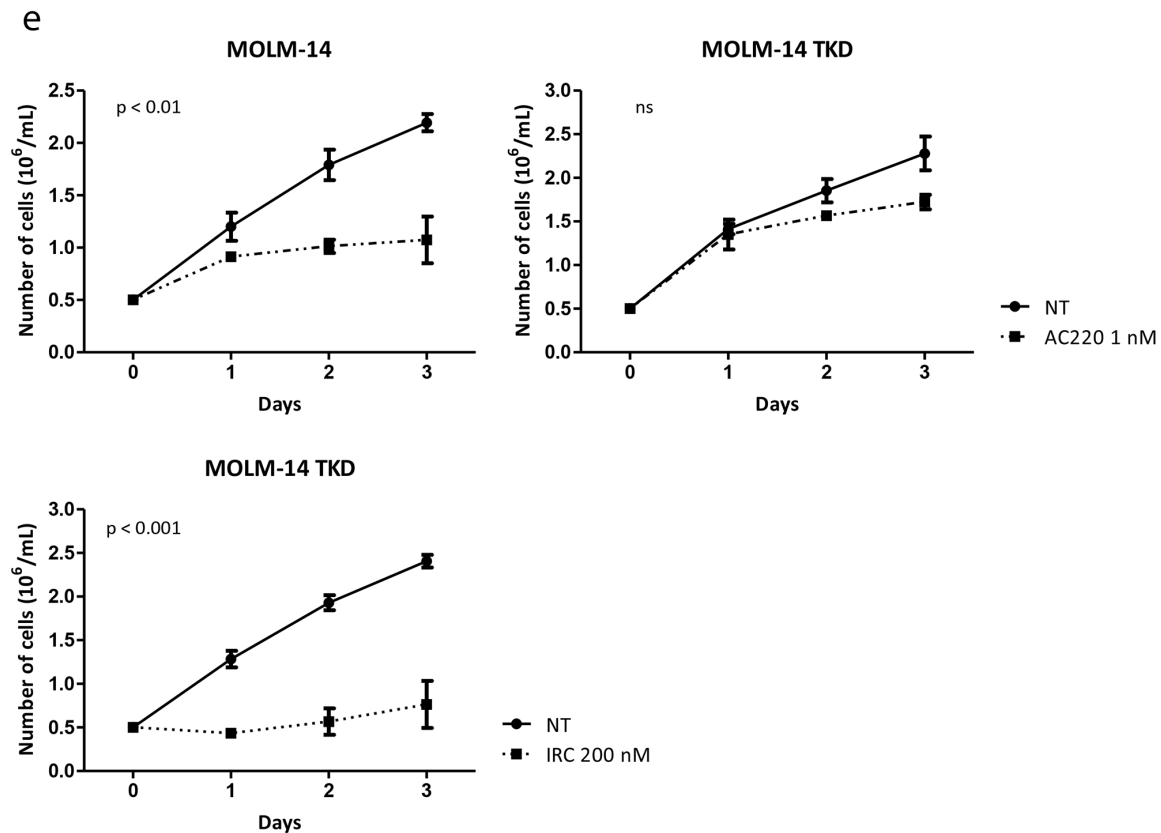 e
MOLM-14
p < 0.01
Number of cells (10⁶/mL)
2.5
2.0
1.5
1.0
0.5
0.0
0 1 2 3
Days
MOLM-14 TKD
ns
Number of cells (10⁶/mL)
3.0
2.5
2.0
1.5
1.0
0.5
0.0
0 1 2 3
Days
NT
AC220 1 nM
MOLM-14 TKD
p < 0.001
Number of cells (10⁶/mL)
3.0
2.5
2.0
1.5
1.0
0.5
0.0
0 1 2 3
Days
NT
IRC 200 nM